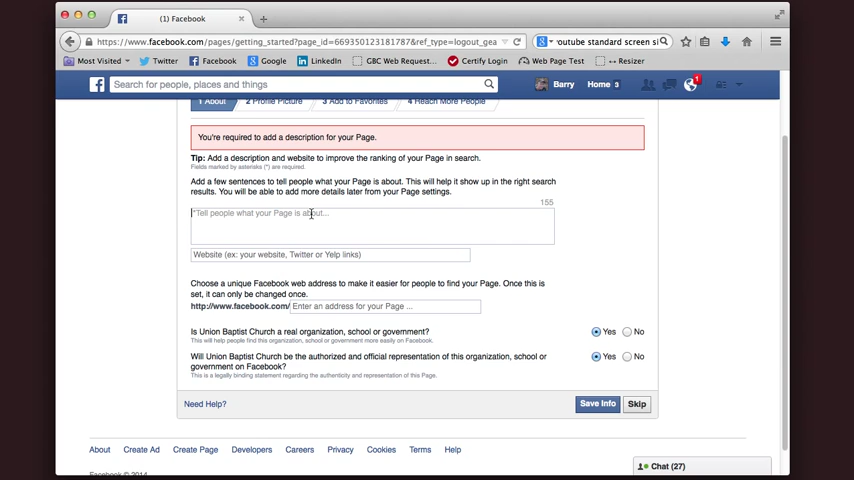 (1) Facebook
https://www.facebook.com/pages/getting_started?page_id=669350123181787&ref_type=logout_gea
outube standard screen si
Most Visited
Twitter
Facebook
Google
LinkedIn
GBC Web Request...
Certify Login
Web Page Test
↔ Resizer
Search for people, places and things
Barry
Home 3
1
1 About
2 Profile Picture
3 Add to Favorites
4 Reach More People
You're required to add a description for your Page.
Tip: Add a description and website to improve the ranking of your Page in search.
Fields marked by asterisks (*) are required.
Add a few sentences to tell people what your Page is about. This will help it show up in the right search
results. You will be able to add more details later from your Page settings.
155
*Tell people what your Page is about...
Website (ex: your website, Twitter or Yelp links)
Choose a unique Facebook web address to make it easier for people to find your Page. Once this is
set, it can only be changed once.
http://www.facebook.com/ Enter an address for your Page ...
Is Union Baptist Church a real organization, school or government?
Yes No
This will help people find this organization, school or government more easily on Facebook.
Will Union Baptist Church be the authorized and official representation of this organization, school or
government on Facebook?
Yes No
This is a legally binding statement regarding the authenticity and representation of this Page.
Need Help?
Save Info
Skip
About
Create Ad
Create Page
Developers
Careers
Privacy
Cookies
Terms
Help
Facebook © 2014
Chat (27)